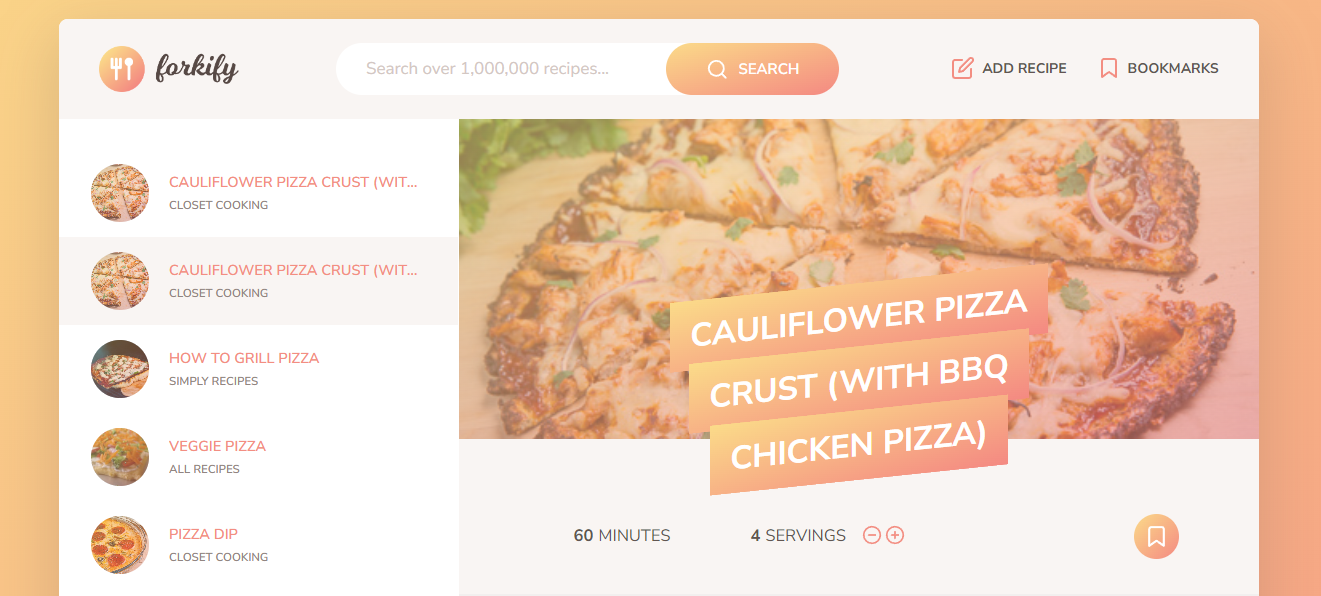 forkify
Search over 1,000,000 recipes...
SEARCH
ADD RECIPE
BOOKMARKS
CAULIFLOWER PIZZA CRUST (WIT...
CLOSET COOKING
CAULIFLOWER PIZZA CRUST (WIT...
CLOSET COOKING
HOW TO GRILL PIZZA
SIMPLY RECIPES
VEGGIE PIZZA
ALL RECIPES
PIZZA DIP
CLOSET COOKING
CAULIFLOWER PIZZA
CRUST (WITH BBQ
CHICKEN PIZZA)
60 MINUTES
4 SERVINGS